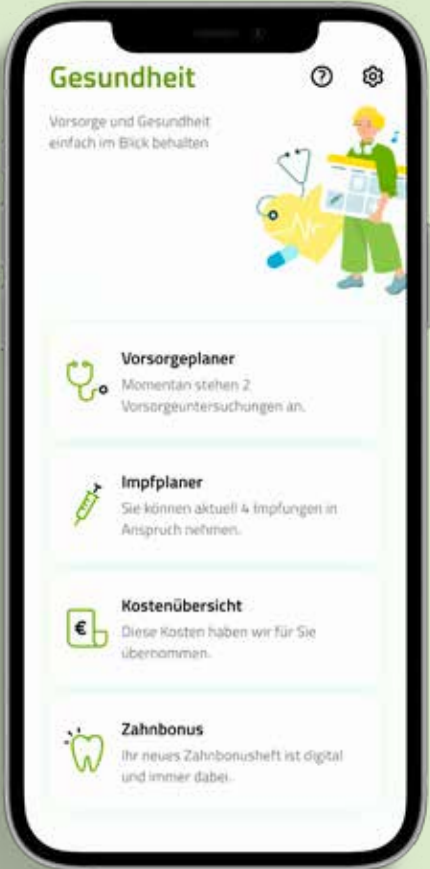 Gesundheit
Vorsorge und Gesundheit
einfach im Blick behalten
Vorsorgeplaner
Momentan stehen 2
Vorsorgeuntersuchungen an.
Impfplaner
Sie können aktuell 4 Impfungen in
Anspruch nehmen.
Kostenübersicht
€
Diese Kosten haben wir für Sie
übernommen.
Zahnbonus
Ihr neues Zahnbonusheft ist digital
und immer dabei.